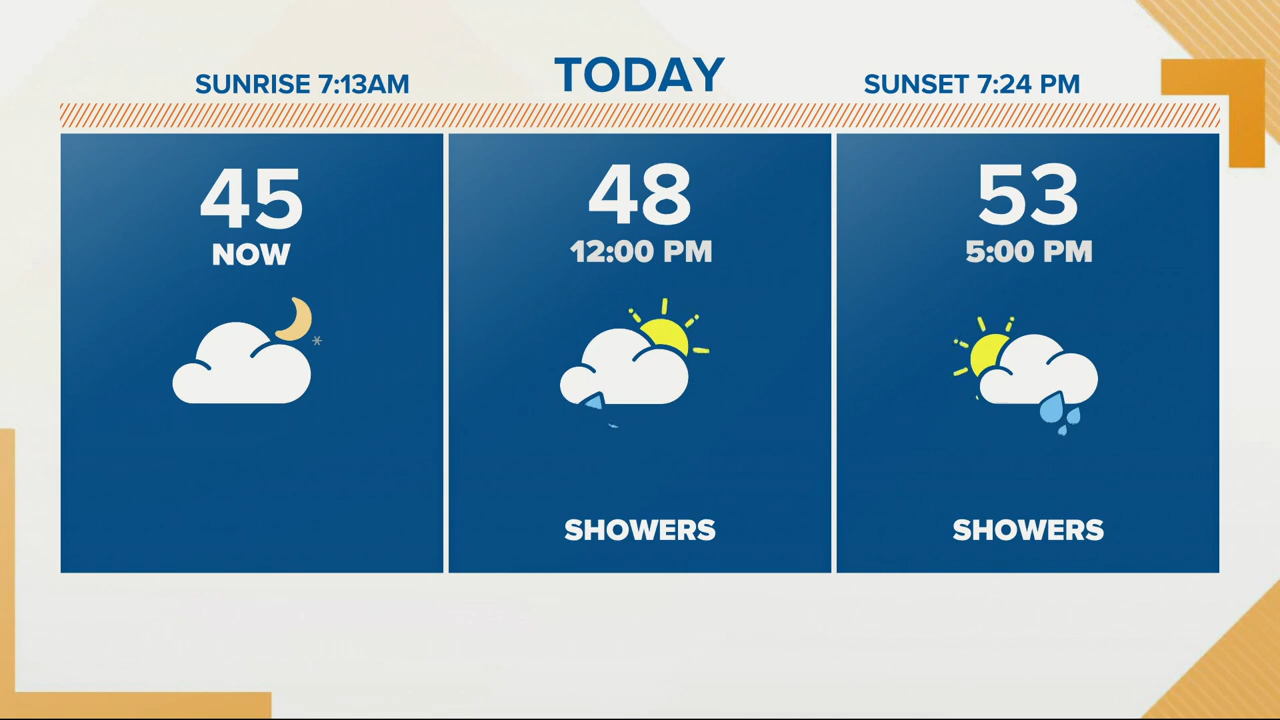 SUNRISE 7:13AM
TODAY
SUNSET 7:24 PM
45
NOW
48
12:00 PM
SHOWERS
53
5:00 PM
SHOWERS